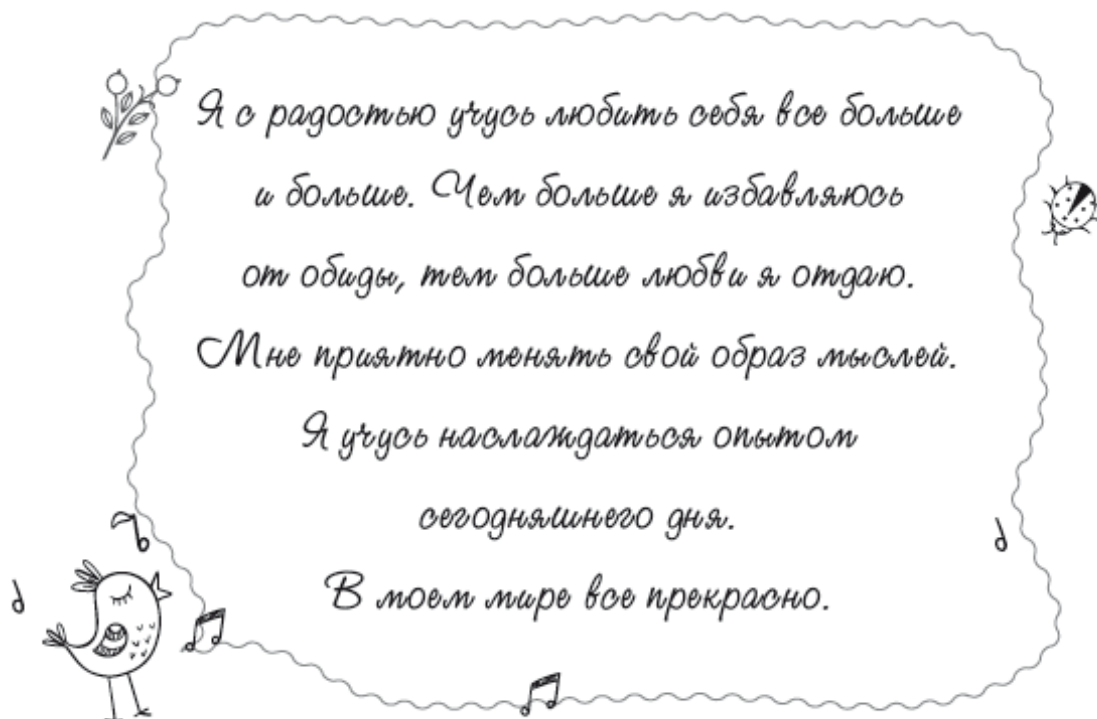 Я с радостью учусь любить себя все больше
и больше. Чем больше я избавляюсь
от обиды, тем больше любви я отдаю.
Мне приятно менять свой образ мыслей.
Я учусь наслаждаться опытом
сегодняшнего дня.
В моем мире все прекрасно.